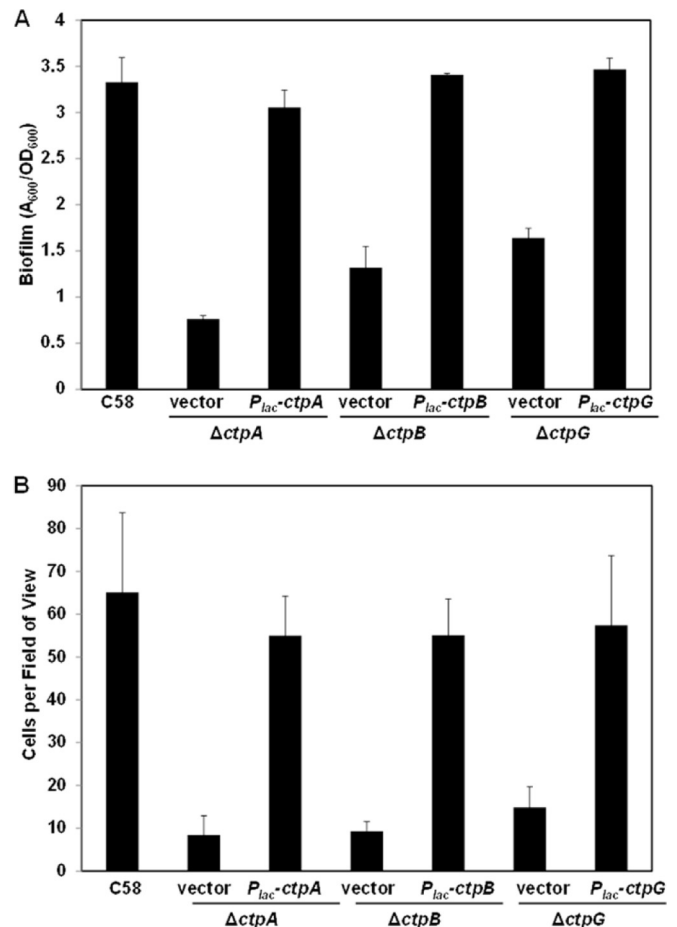 A
Biofilm (A600/OD600)
3.5
3
2.5
2
1.5
1
0.5
0
C58 vector Plac-ctpA vector Plac-ctpB vector Plac-ctpG
ΔctpA ΔctpB ΔctpG
B
Cells per Field of View
90
80
70
60
50
40
30
20
10
0
C58 vector Plac-ctpA vector Plac-ctpB vector Plac-ctpG
ΔctpA ΔctpB ΔctpG